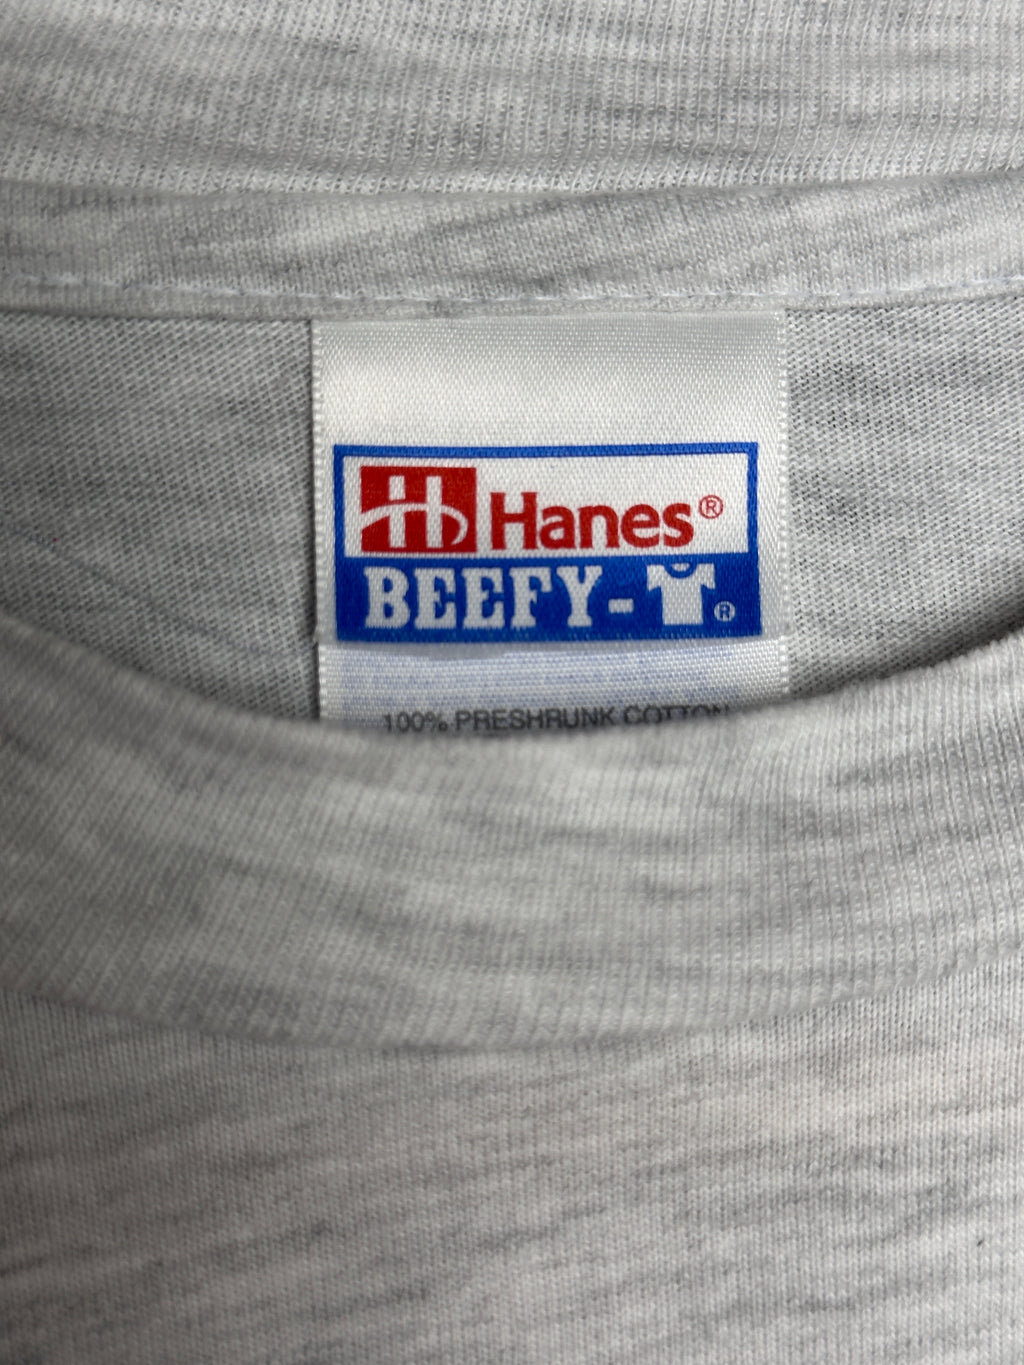 Hanes®
BEEFY-®
100% PRESHRUNK COTTON